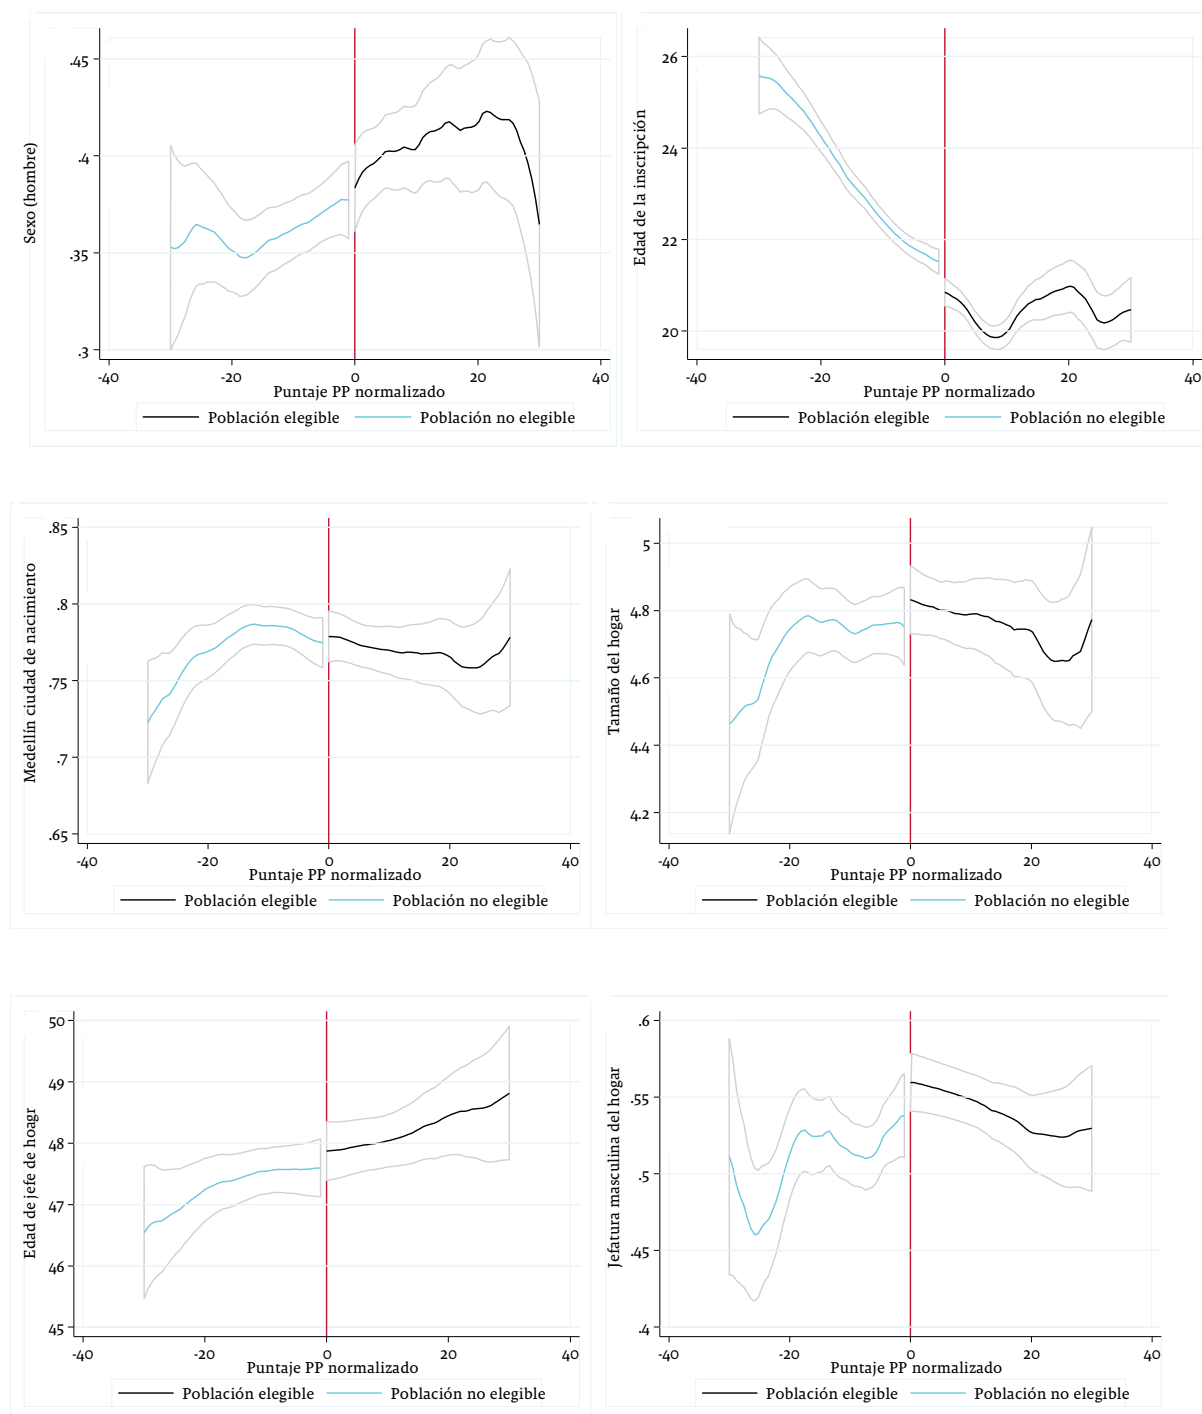 Sexo (hombre)
.45
.4
.35
.3
-40 -20 0 20 40
Puntaje PP normalizado
Población elegible Población no elegible
Edad de la inscripción
26
24
22
20
-40 -20 0 20 40
Puntaje PP normalizado
Población elegible Población no elegible
Medellín ciudad de nacimiento
.85
.8
.75
.7
.65
-40 -20 0 20 40
Puntaje PP normalizado
Población elegible Población no elegible
Tamaño del hogar
5
4.8
4.6
4.4
4.2
-40 -20 0 20 40
Puntaje PP normalizado
Población elegible Población no elegible
Edad de jefe de hoagr
50
49
48
47
46
45
-40 -20 0 20 40
Puntaje PP normalizado
Población elegible Población no elegible
Jefatura masculina del hogar
.6
.55
.5
.45
.4
-40 -20 0 20 40
Puntaje PP normalizado
Población elegible Población no elegible